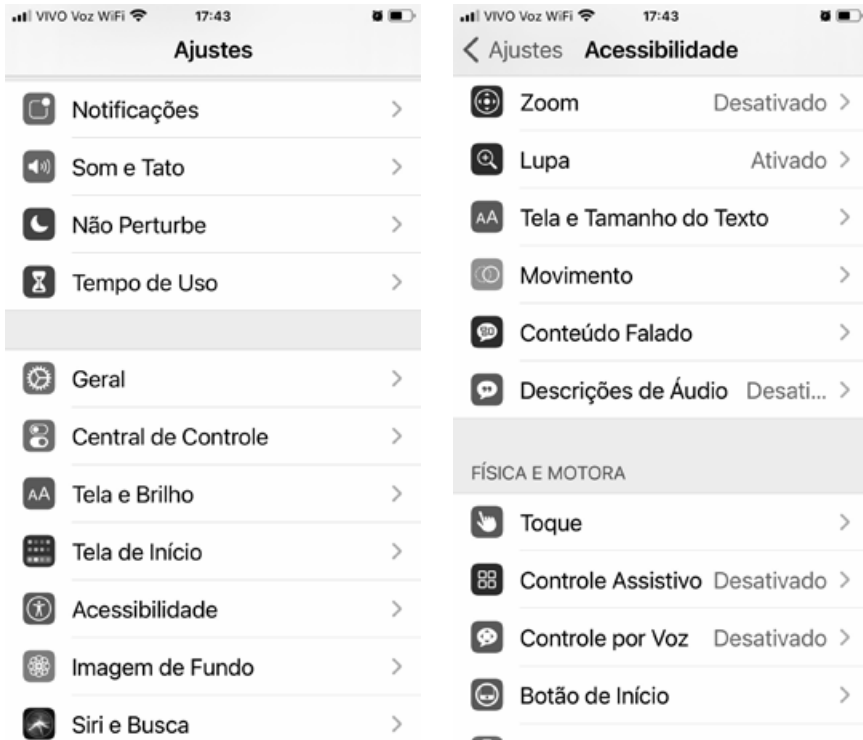 VIVO Voz WiFi 17:43
Ajustes
Notificações
Som e Tato
Não Perturbe
Tempo de Uso
Geral
Central de Controle
AA Tela e Brilho
Tela de Início
Acessibilidade
Imagem de Fundo
Siri e Busca
VIVO Voz WiFi 17:43
Ajustes Acessibilidade
Zoom Desativado
Lupa Ativado
AA Tela e Tamanho do Texto
Movimento
Conteúdo Falado
Descrições de Áudio Desati...
FÍSICA E MOTORA
Toque
Controle Assistivo Desativado
Controle por Voz Desativado
Botão de Início